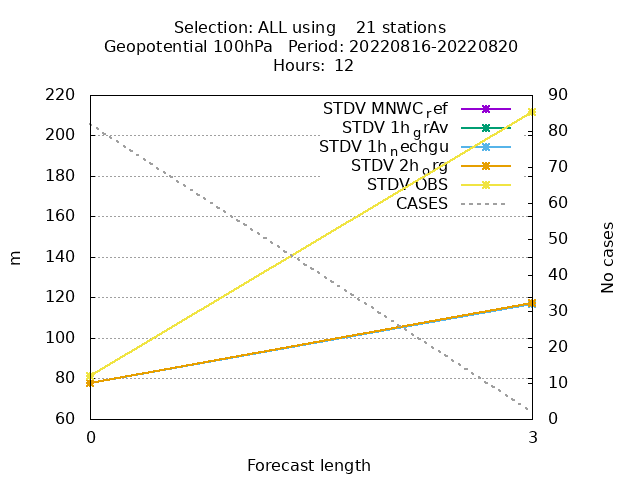 Selection: ALL using    21 stations
Geopotential 100hPa   Period: 20220816-20220820
Hours:  12
220
200
180
160
140
120
100
80
60
m
STDV MNWC_ref
STDV 1h_grAv
STDV 1h_nechgu
STDV 2h_org
STDV OBS
CASES
90
80
70
60
50
40
30
20
10
0
No cases
0
3
Forecast length